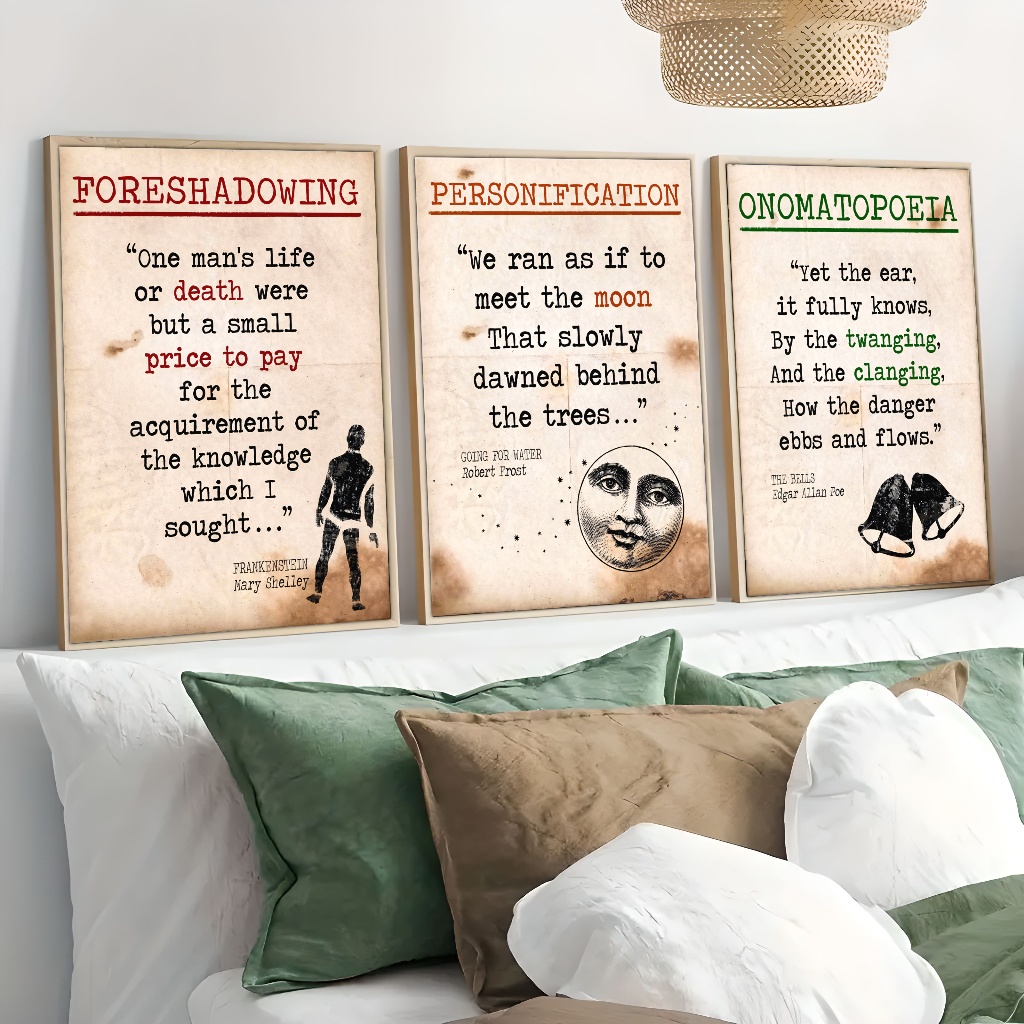 FORESHADOWING
“One man's life
or death were
but a small
price to pay
for the
acquirement of
the knowledge
which I
sought...”
FRANKENSTEIN
Mary Shelley
PERSONIFICATION
“We ran as if to
meet the moon
That slowly
dawned behind
the trees...”
GOING FOR WATER
Robert Frost
ONOMATOPOEIA
“Yet the ear,
it fully knows,
By the twanging,
And the clanging,
How the danger
ebbs and flows.”
THE BELLS
Edgar Allan Poe